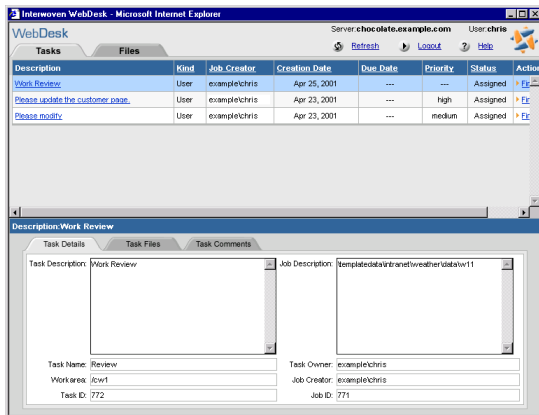 Interwoven WebDesk - Microsoft Internet Explorer
WebDesk
Server:chocolate.example.com User:chris
Refresh Logout Help
Tasks Files
Description Kind Job Creator Creation Date Due Date Priority Status Action
Work Review User example\chris Apr 25, 2001 --- --- Assigned Fir
Please update the customer page. User example\chris Apr 23, 2001 --- high Assigned Fir
Please modify User example\chris Apr 23, 2001 --- medium Assigned Fir
Description:Work Review
Task Details Task Files Task Comments
Task Description: Work Review Job Description: \templatedata\intranet\weather\data\w11
Task Name: Review Task Owner: example\chris
Workarea: /cw1 Job Creator: example\chris
Task ID: 772 Job ID: 771